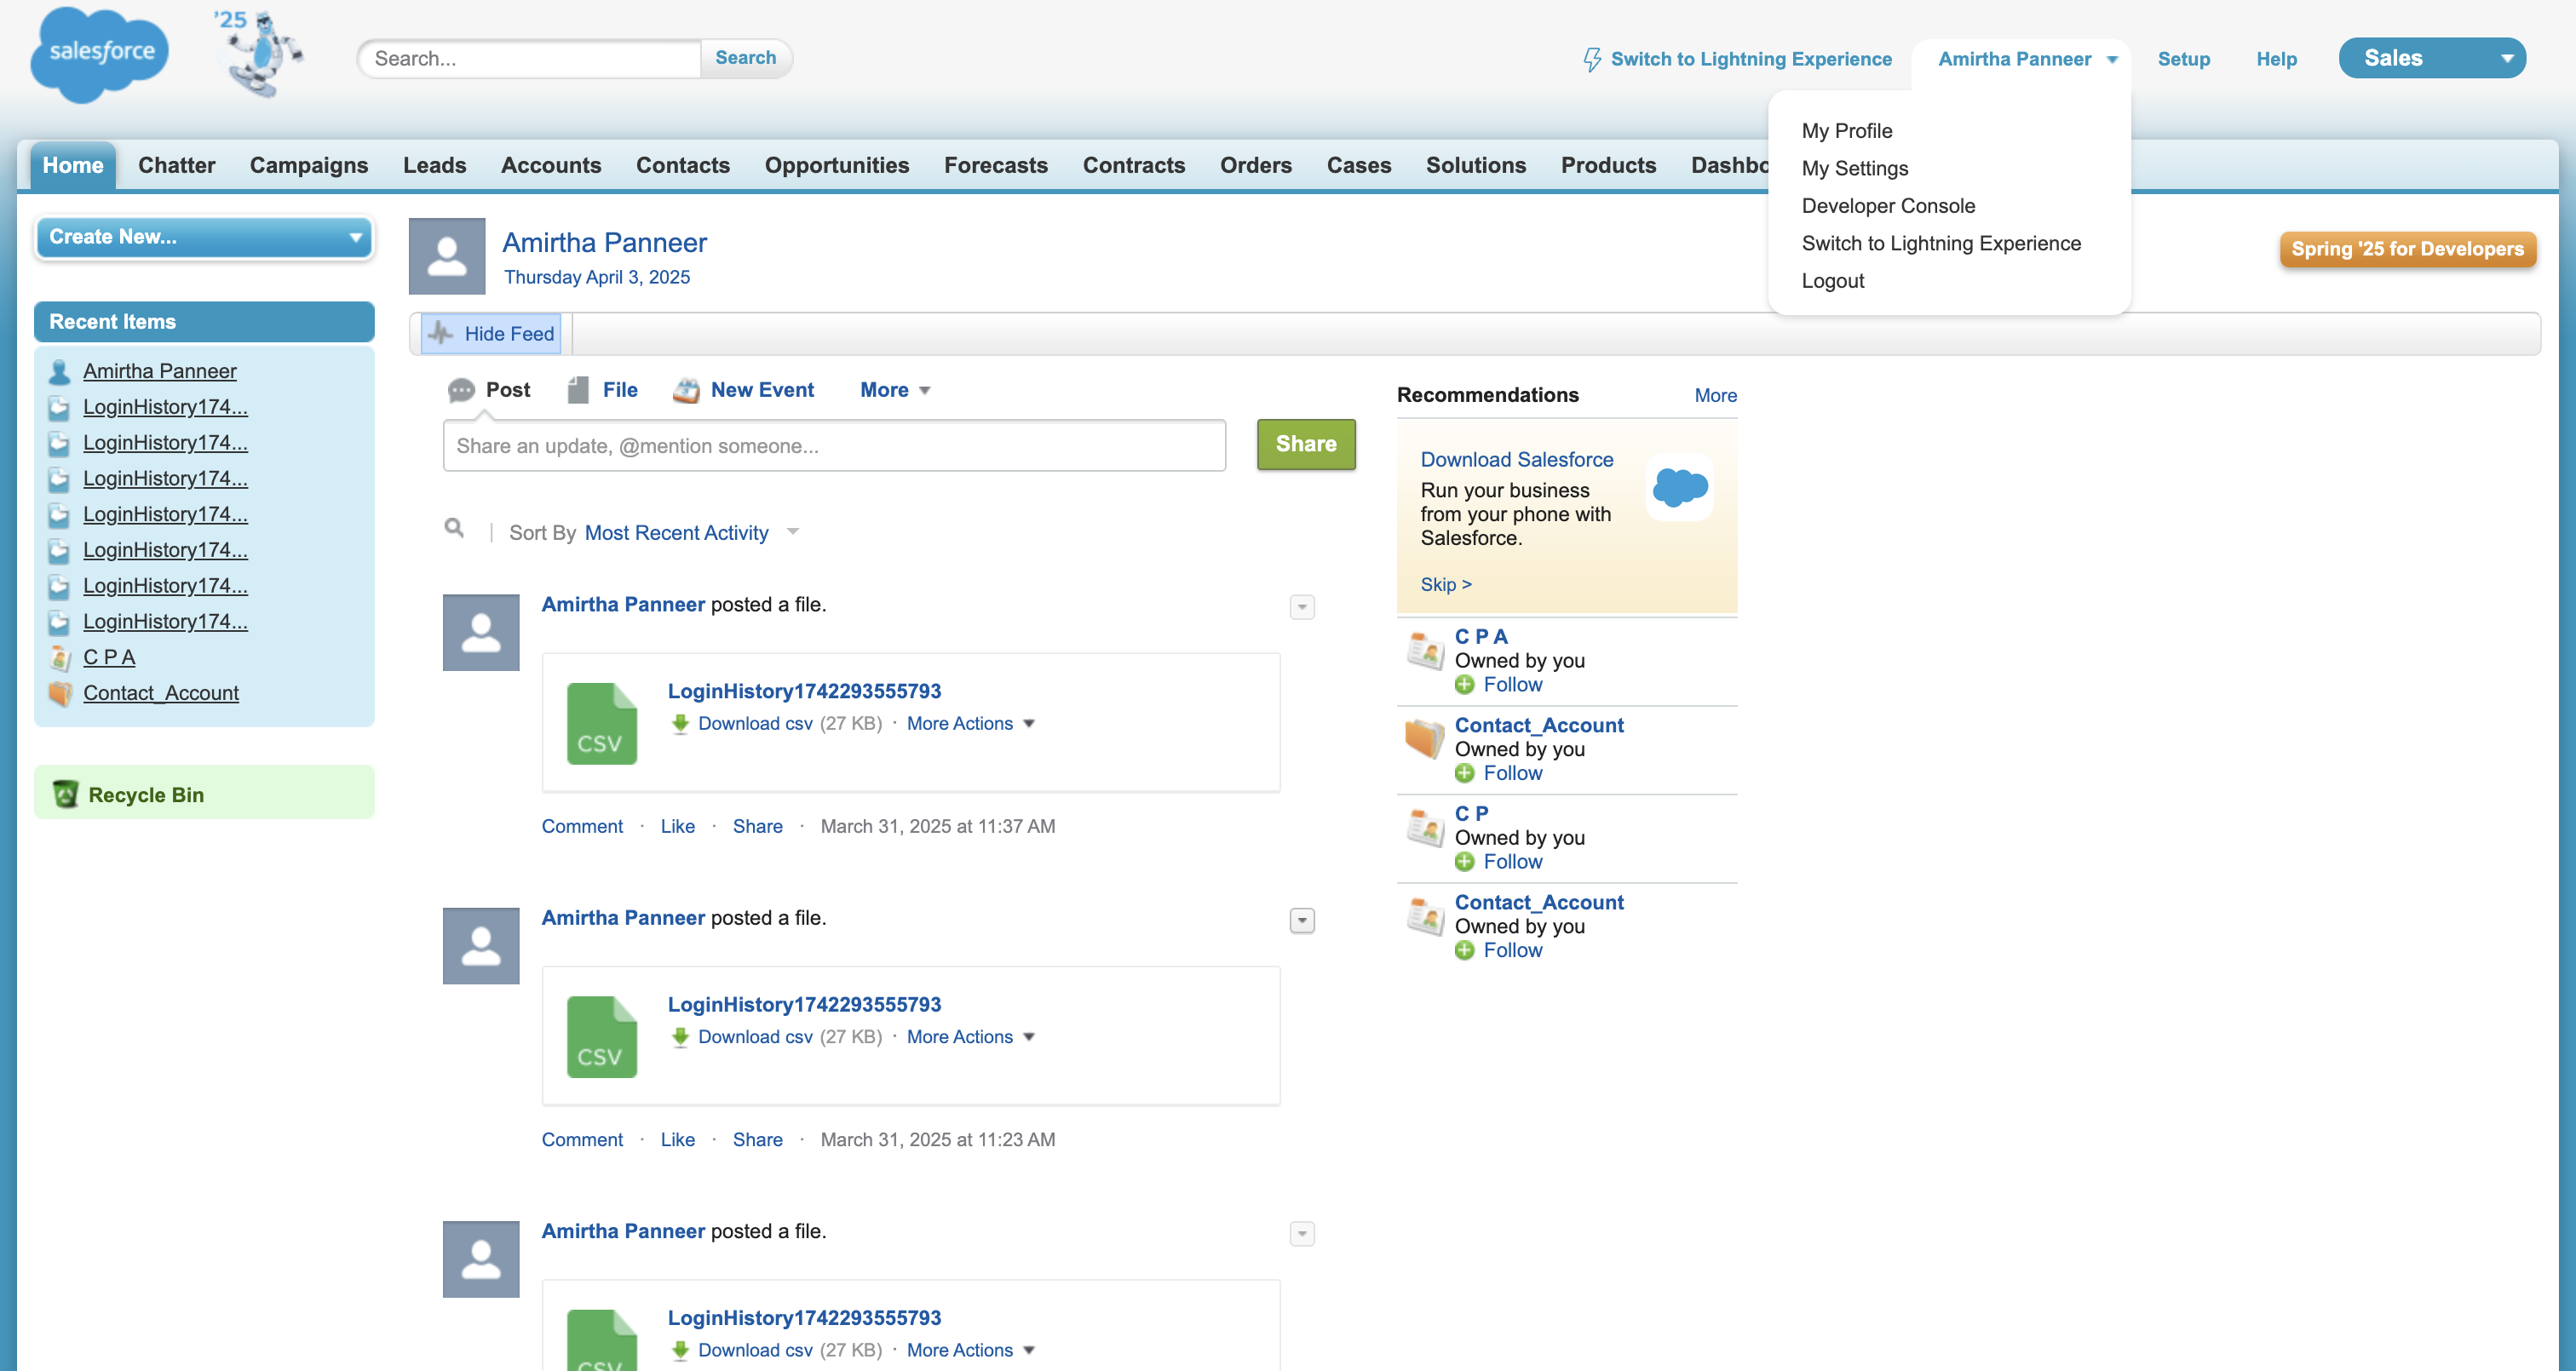 salesforce
'25
Search...
Search
Switch to Lightning Experience
Amirtha Panneer
Setup
Help
Sales
My Profile
My Settings
Developer Console
Switch to Lightning Experience
Logout
Home
Chatter
Campaigns
Leads
Accounts
Contacts
Opportunities
Forecasts
Contracts
Orders
Cases
Solutions
Products
Dashbo
Create New...
Recent Items
Amirtha Panneer
LoginHistory174...
LoginHistory174...
LoginHistory174...
LoginHistory174...
LoginHistory174...
LoginHistory174...
LoginHistory174...
C P A
Contact_Account
Recycle Bin
Amirtha Panneer
Thursday April 3, 2025
Spring '25 for Developers
Hide Feed
Post
File
New Event
More
Share an update, @mention someone...
Share
Sort By Most Recent Activity
Amirtha Panneer posted a file.
CSV
LoginHistory1742293555793
Download csv (27 KB) · More Actions
Comment · Like · Share · March 31, 2025 at 11:37 AM
Amirtha Panneer posted a file.
CSV
LoginHistory1742293555793
Download csv (27 KB) · More Actions
Comment · Like · Share · March 31, 2025 at 11:23 AM
Amirtha Panneer posted a file.
CSV
LoginHistory1742293555793
Download csv (27 KB) · More Actions
Recommendations
More
Download Salesforce
Run your business
from your phone with
Salesforce.
Skip >
C P A
Owned by you
Follow
Contact_Account
Owned by you
Follow
C P
Owned by you
Follow
Contact_Account
Owned by you
Follow